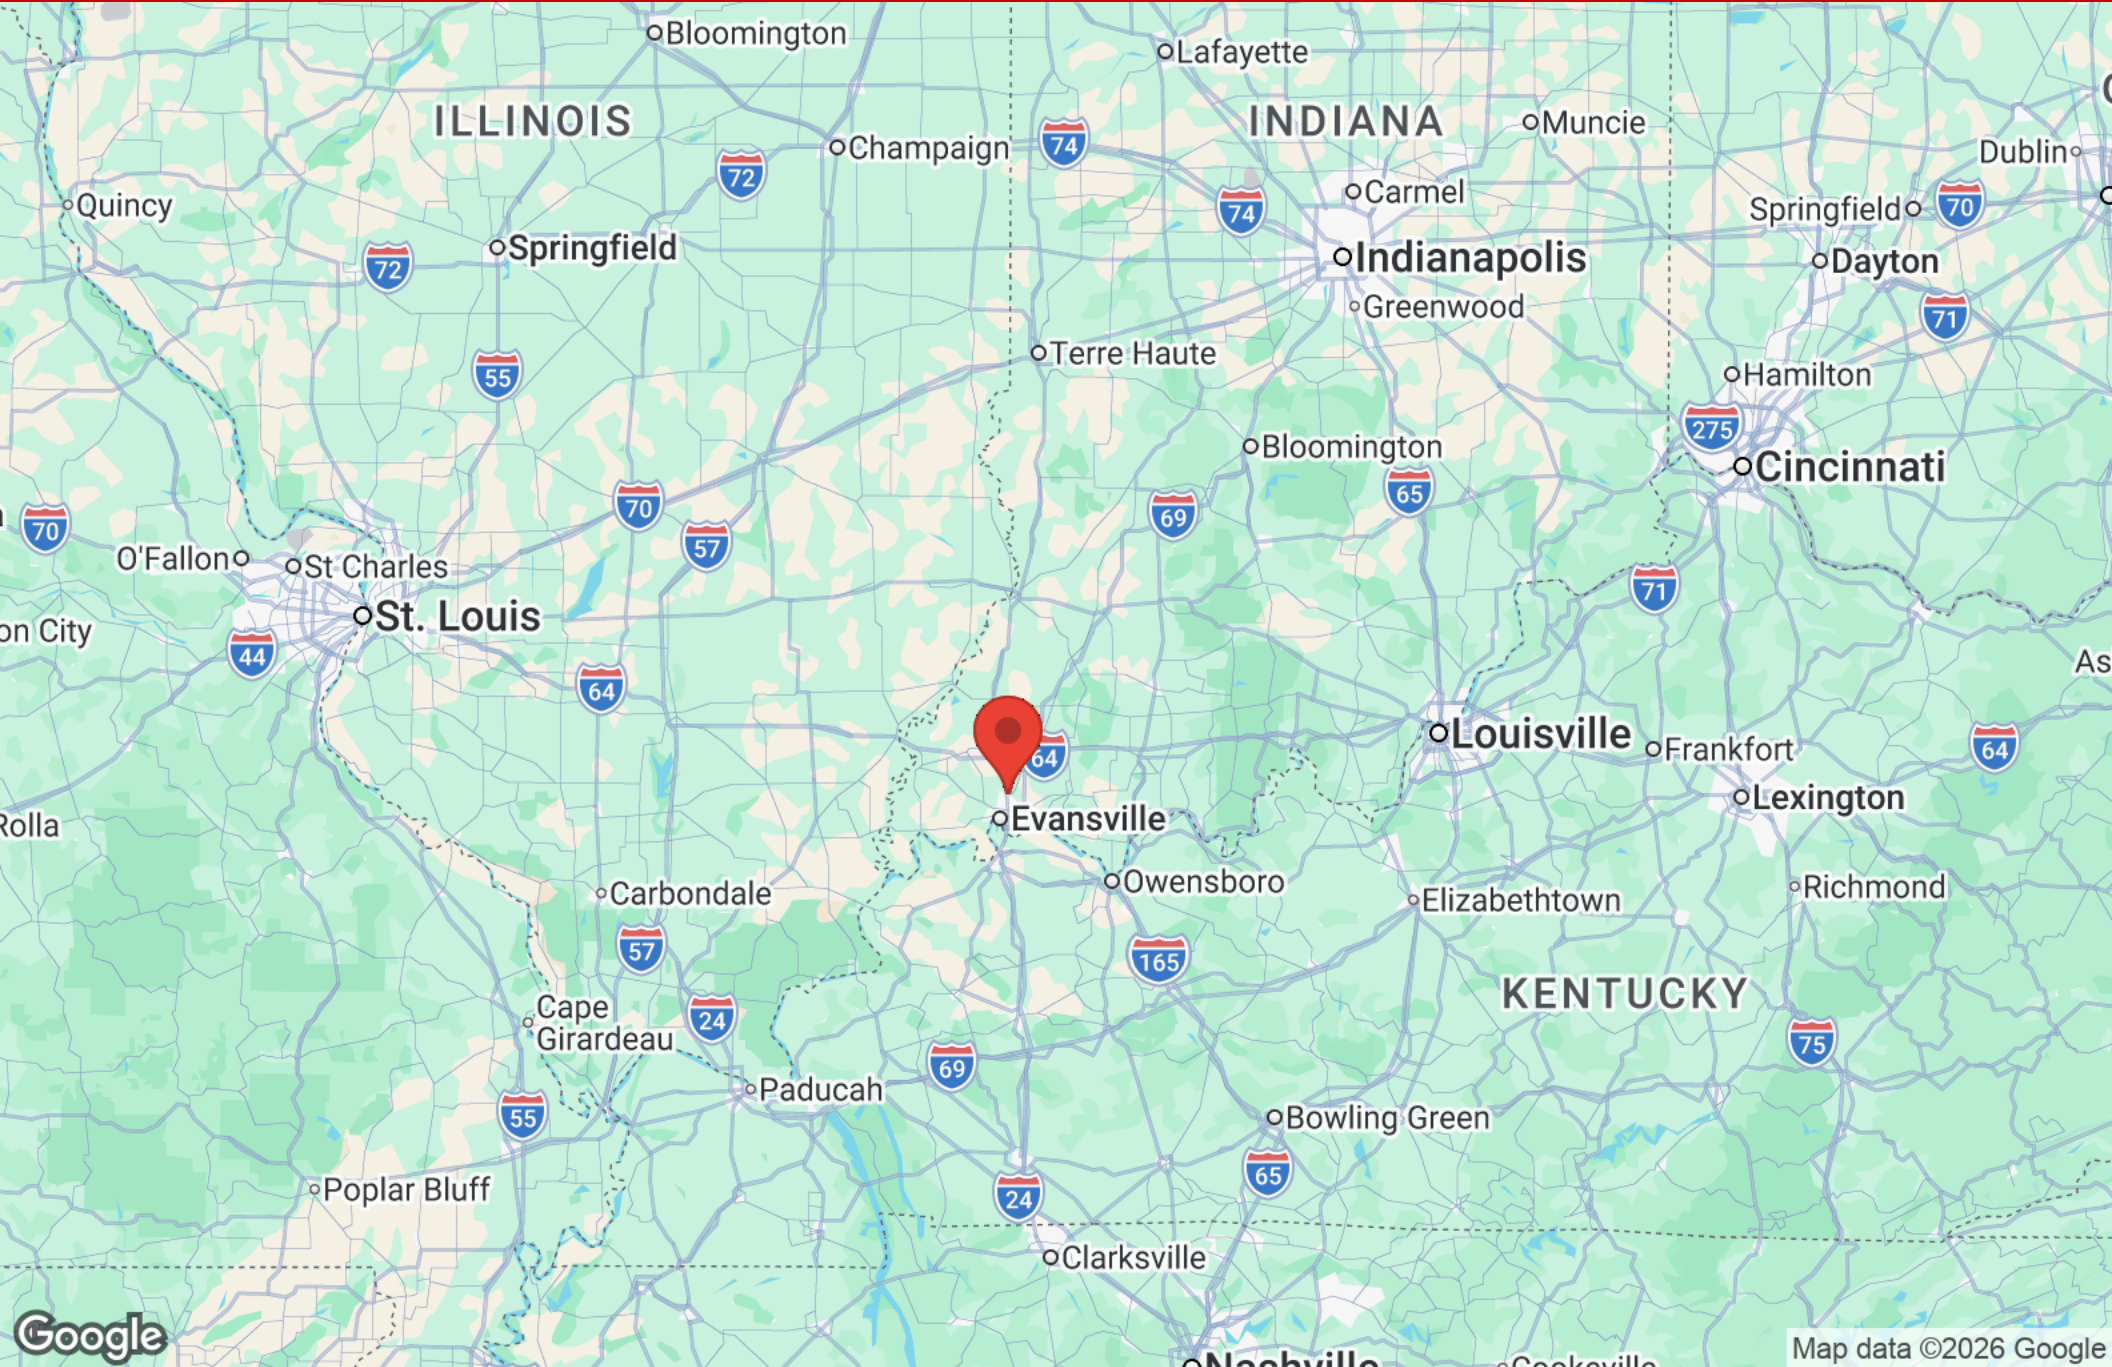 Bloomington
Lafayette
ILLINOIS
INDIANA
Muncie
74
Champaign
72
Dublin
Carmel
Quincy
74
Springfield
70
Springfield
72
Indianapolis
Dayton
Greenwood
71
Terre Haute
55
Hamilton
275
Bloomington
Cincinnati
65
70
69
70
57
O'Fallon
St Charles
71
St. Louis
on City
44
As
64
Louisville
Frankfort
64
64
Lexington
Evansville
Rolla
Owensboro
Richmond
Carbondale
Elizabethtown
57
165
KENTUCKY
Cape
Girardeau
24
75
69
Paducah
55
Bowling Green
65
Poplar Bluff
24
Clarksville
Google
Map data ©2026 Google
Nashville
Cookeville